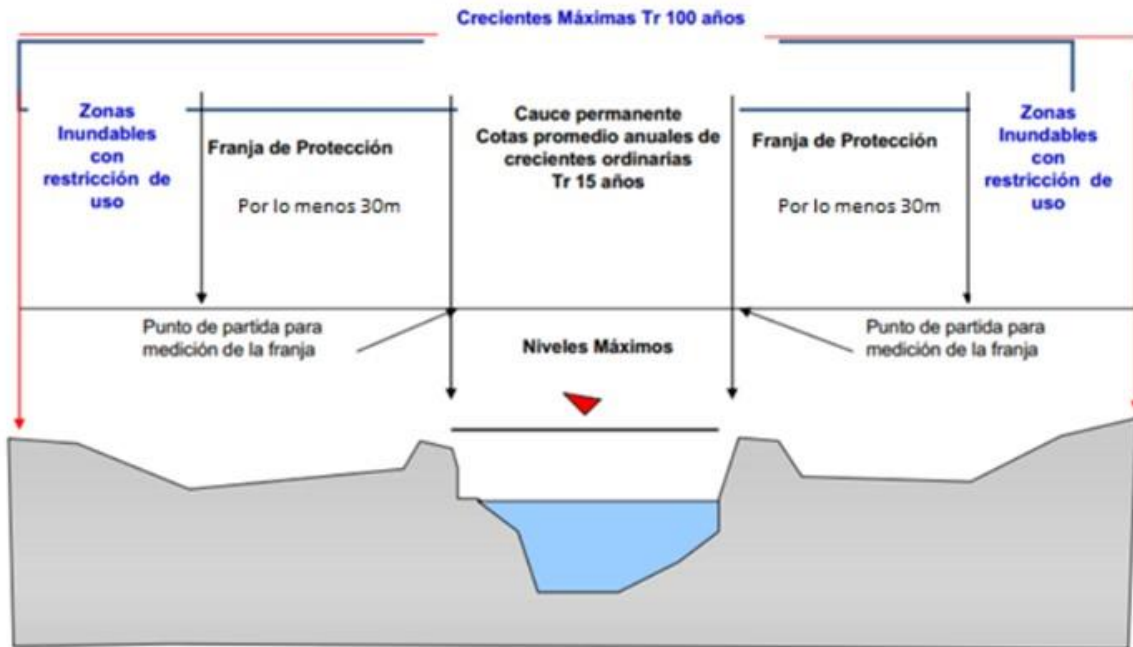 Crecientes Máximas Tr 100 años
Zonas
Inundables
con
restricción de
uso
Franja de Protección
Por lo menos 30m
Cauce permanente
Cotas promedio anuales de
crecientes ordinarias
Tr 15 años
Franja de Protección
Por lo menos 30m
Zonas
Inundables
con
restricción de
uso
Punto de partida para
medición de la franja
Niveles Máximos
Punto de partida para
medición de la franja